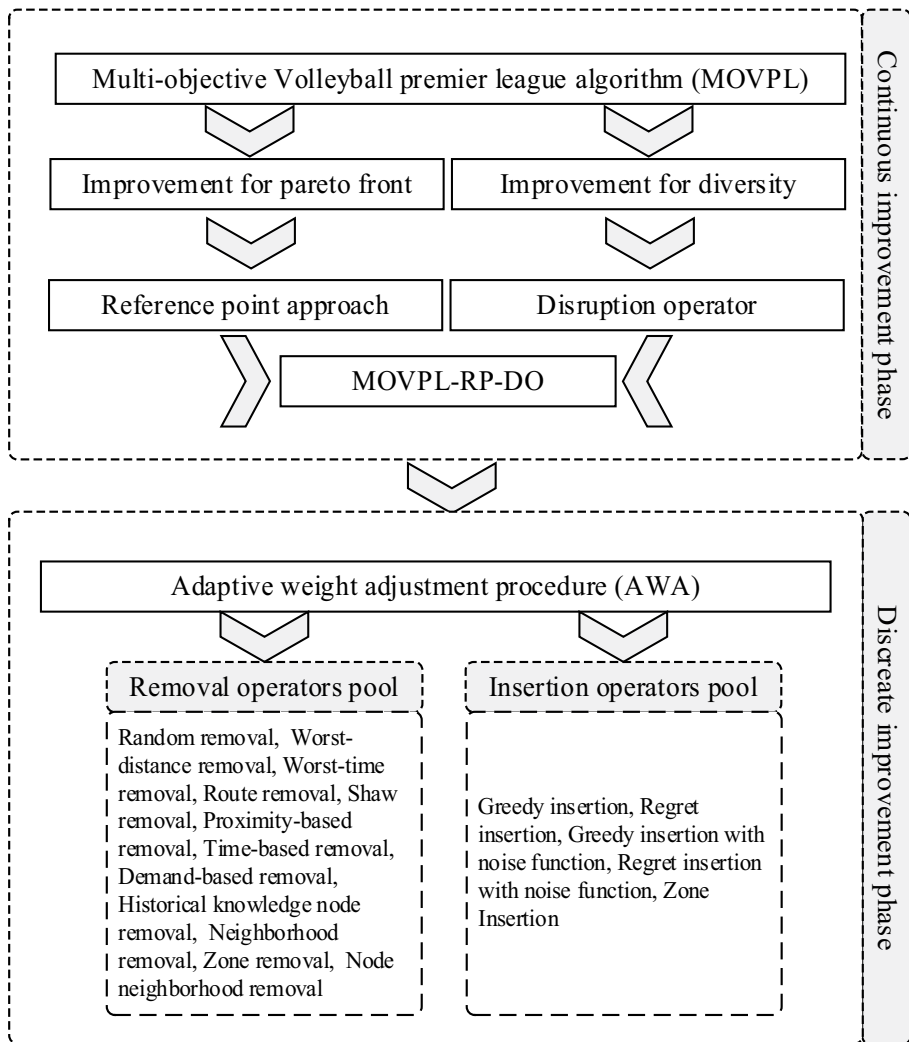 Multi-objective Volleyball premier league algorithm (MOVPL)
Improvement for pareto front
Improvement for diversity
Reference point approach
Disruption operator
MOVPL-RP-DO
Continuous improvement phase
Adaptive weight adjustment procedure (AWA)
Removal operators pool
Insertion operators pool
Random removal, Worst-
distance removal, Worst-time
removal, Route removal, Shaw
removal, Proximity-based
removal, Time-based removal,
Demand-based removal,
Historical knowledge node
removal, Neighborhood
removal, Zone removal, Node
neighborhood removal
Greedy insertion, Regret
insertion, Greedy insertion with
noise function, Regret insertion
with noise function, Zone
Insertion
Discreate improvement phase